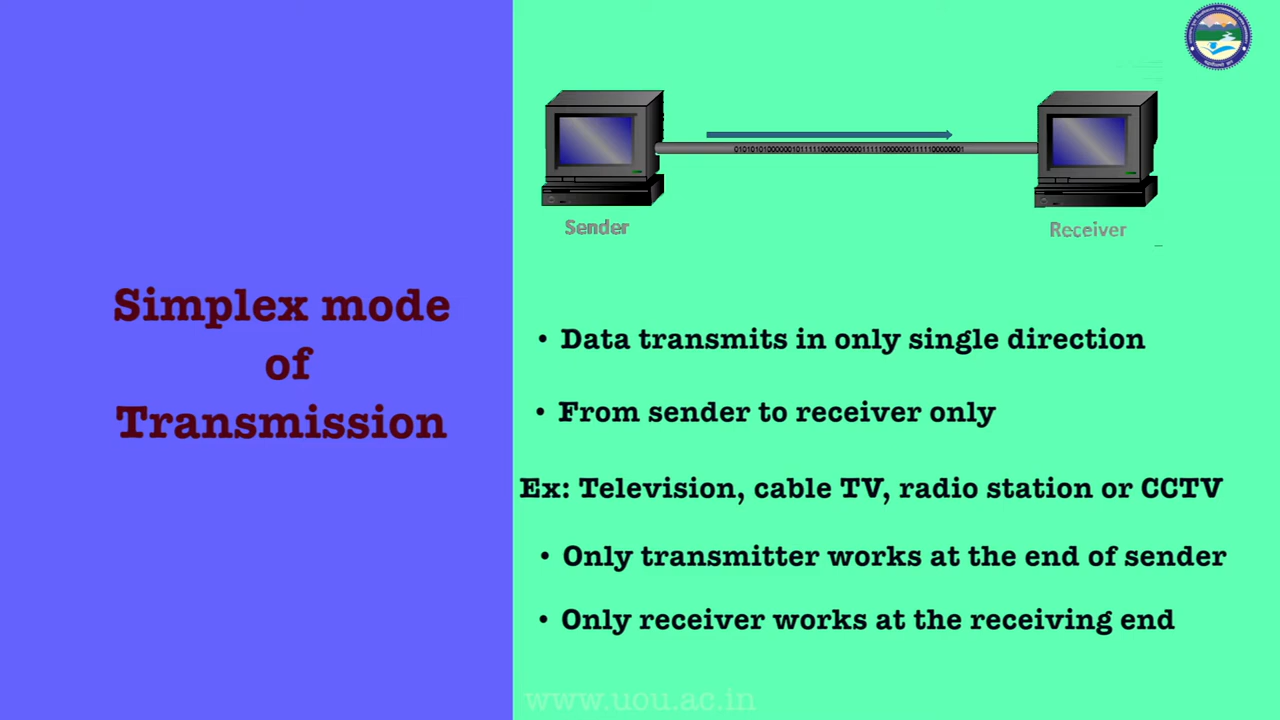 Sender
Receiver
Simplex mode
of
Transmission
• Data transmits in only single direction
• From sender to receiver only
Ex: Television, cable TV, radio station or CCTV
• Only transmitter works at the end of sender
• Only receiver works at the receiving end
www.uou.ac.in